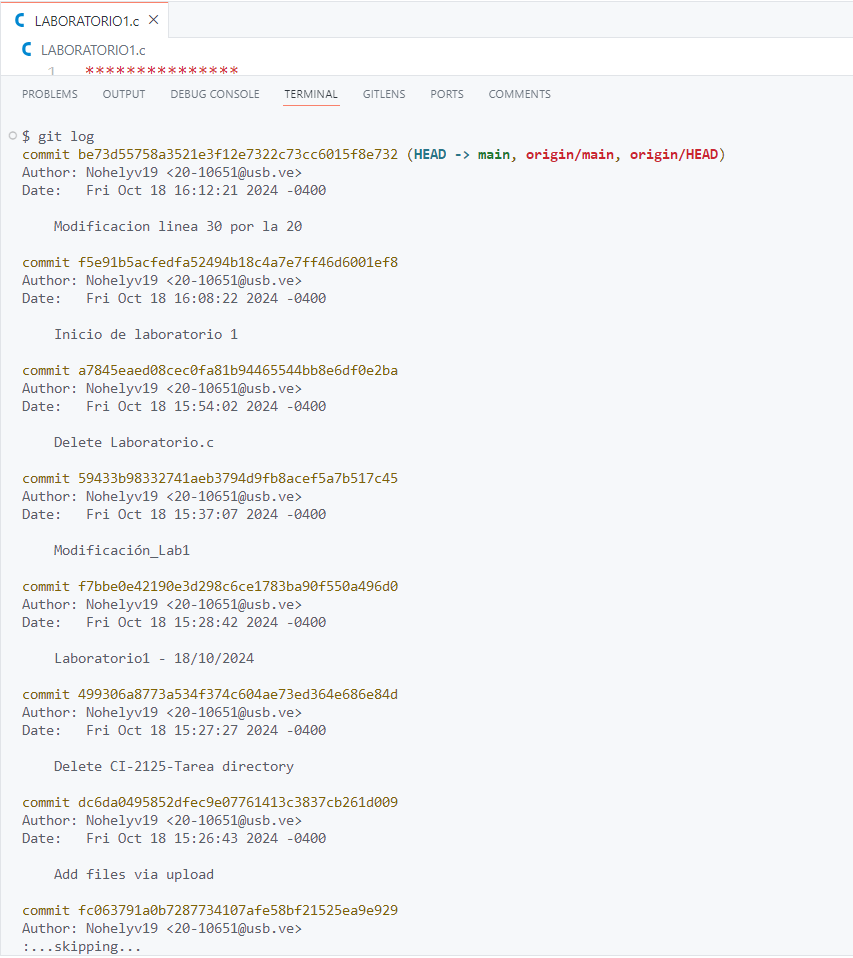 LABORATORIO1.c
LABORATORIO1.c
1 ***************
PROBLEMS OUTPUT DEBUG CONSOLE TERMINAL GITLENS PORTS COMMENTS
$ git log
commit be73d55758a3521e3f12e7322c73cc6015f8e732 (HEAD -> main, origin/main, origin/HEAD)
Author: Nohelyv19 <20-10651@usb.ve>
Date:   Fri Oct 18 16:12:21 2024 -0400
Modificacion linea 30 por la 20
commit f5e91b5acfedfa52494b18c4a7e7ff46d6001ef8
Author: Nohelyv19 <20-10651@usb.ve>
Date:   Fri Oct 18 16:08:22 2024 -0400
Inicio de laboratorio 1
commit a7845eaed08cec0fa81b94465544bb8e6df0e2ba
Author: Nohelyv19 <20-10651@usb.ve>
Date:   Fri Oct 18 15:54:02 2024 -0400
Delete Laboratorio.c
commit 59433b98332741aeb3794d9fb8acef5a7b517c45
Author: Nohelyv19 <20-10651@usb.ve>
Date:   Fri Oct 18 15:37:07 2024 -0400
Modificación_Lab1
commit f7bbe0e42190e3d298c6ce1783ba90f550a496d0
Author: Nohelyv19 <20-10651@usb.ve>
Date:   Fri Oct 18 15:28:42 2024 -0400
Laboratorio1 - 18/10/2024
commit 499306a8773a534f374c604ae73ed364e686e84d
Author: Nohelyv19 <20-10651@usb.ve>
Date:   Fri Oct 18 15:27:27 2024 -0400
Delete CI-2125-Tarea directory
commit dc6da0495852dfec9e07761413c3837cb261d009
Author: Nohelyv19 <20-10651@usb.ve>
Date:   Fri Oct 18 15:26:43 2024 -0400
Add files via upload
commit fc063791a0b7287734107afe58bf21525ea9e929
Author: Nohelyv19 <20-10651@usb.ve>
:...skipping...